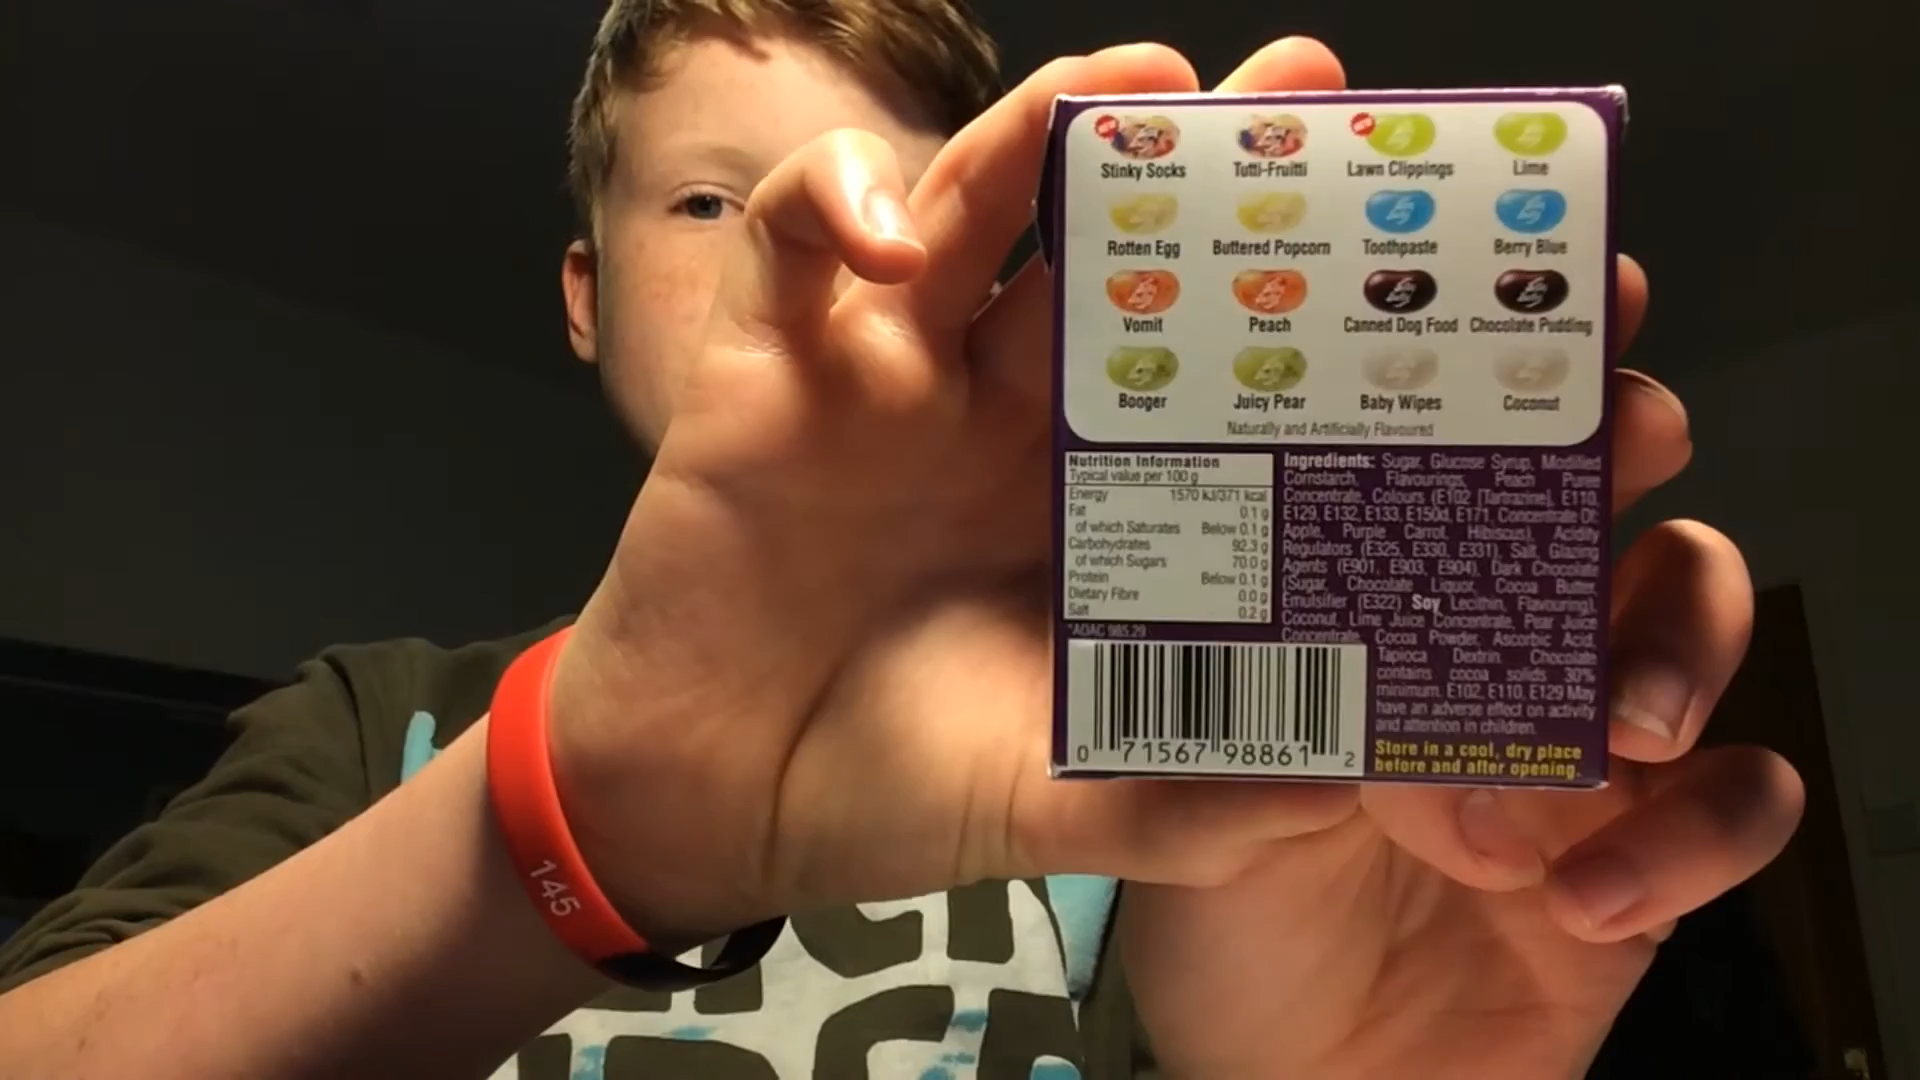 NEW
NEW
Stinky Socks
Tutti-Fruitti
Lawn Clippings
Lime
Rotten Egg
Buttered Popcorn
Toothpaste
Berry Blue
Vomit
Peach
Canned Dog Food
Chocolate Pudding
Booger
Juicy Pear
Baby Wipes
Coconut
Naturally and Artificially Flavoured
Nutrition Information
Typical value per 100 g
Energy 1570 kJ/371 kcal
Fat 0.1 g
of which Saturates Below 0.1 g
Carbohydrates 92.3 g
of which Sugars 70.0 g
Protein Below 0.1 g
Dietary Fibre 0.0 g
Salt 0.2 g
*AOAC 985.29
Ingredients: Sugar, Glucose Syrup, Modified
Cornstarch, Flavourings, Peach Puree
Concentrate, Colours (E102 [Tartrazine], E110,
E129, E132, E133, E150d, E171, Concentrate Of:
Apple, Purple Carrot, Hibiscus), Acidity
Regulators (E325, E330, E331), Salt, Glazing
Agents (E901, E903, E904), Dark Chocolate
(Sugar, Chocolate Liquor, Cocoa Butter,
Emulsifier (E322) Soy Lecithin, Flavouring),
Coconut, Lime Juice Concentrate, Pear Juice
Concentrate, Cocoa Powder, Ascorbic Acid,
Tapioca Dextrin. Chocolate
contains cocoa solids 30%
minimum. E102, E110, E129 May
have an adverse effect on activity
and attention in children.
Store in a cool, dry place
before and after opening.
0 71567 98861 2
145